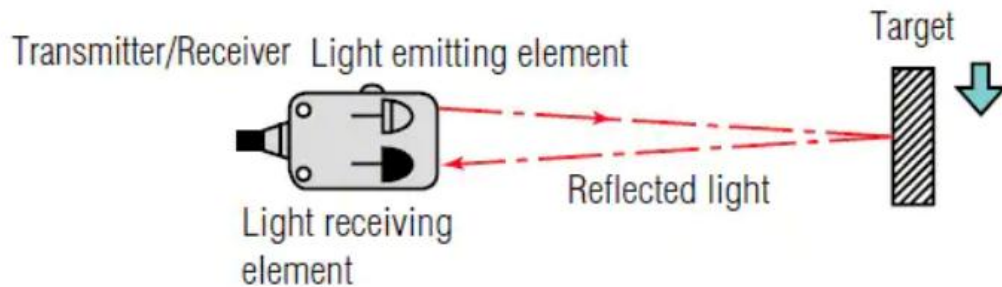 Target
Transmitter/Receiver
Light emitting element
Reflected light
Light receiving
element